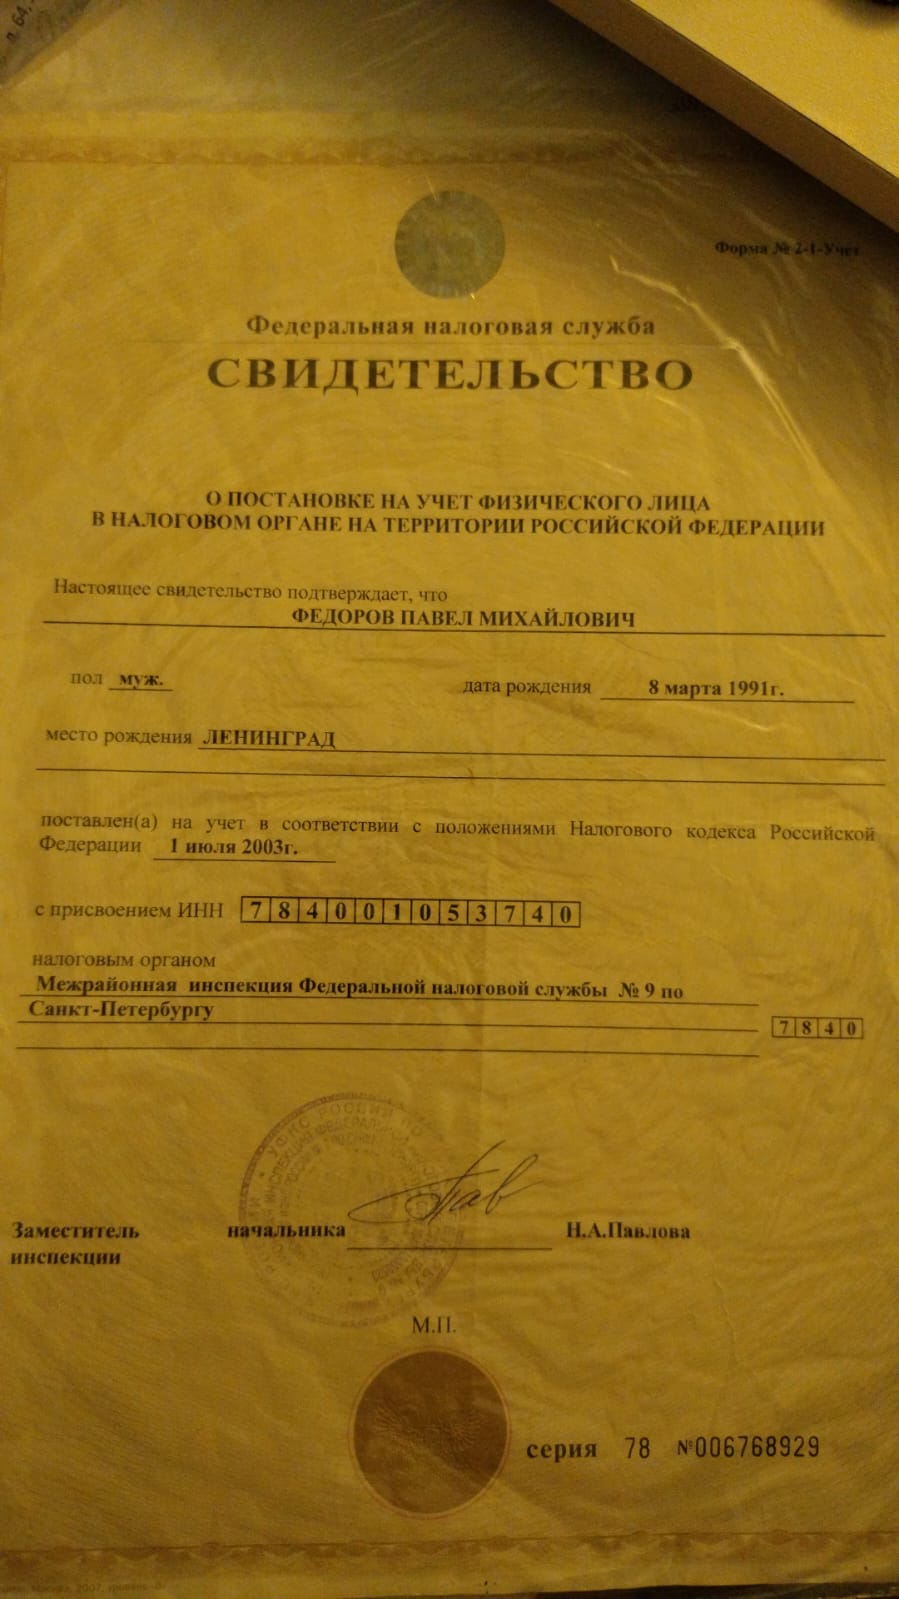 Форма № 2-1-Учет
Федеральная налоговая служба
СВИДЕТЕЛЬСТВО
О ПОСТАНОВКЕ НА УЧЕТ ФИЗИЧЕСКОГО ЛИЦА
В НАЛОГОВОМ ОРГАНЕ НА ТЕРРИТОРИИ РОССИЙСКОЙ ФЕДЕРАЦИИ
Настоящее свидетельство подтверждает, что
ФЕДОРОВ ПАВЕЛ МИХАЙЛОВИЧ
пол муж. дата рождения 8 марта 1991г.
место рождения ЛЕНИНГРАД
поставлен(а) на учет в соответствии с положениями Налогового кодекса Российской
Федерации 1 июля 2003г.
с присвоением ИНН 784001053740
налоговым органом
Межрайонная инспекция Федеральной налоговой службы № 9 по
Санкт-Петербургу
7840
Заместитель начальника Н.А.Павлова
инспекции
М.П.
серия 78 №006768929